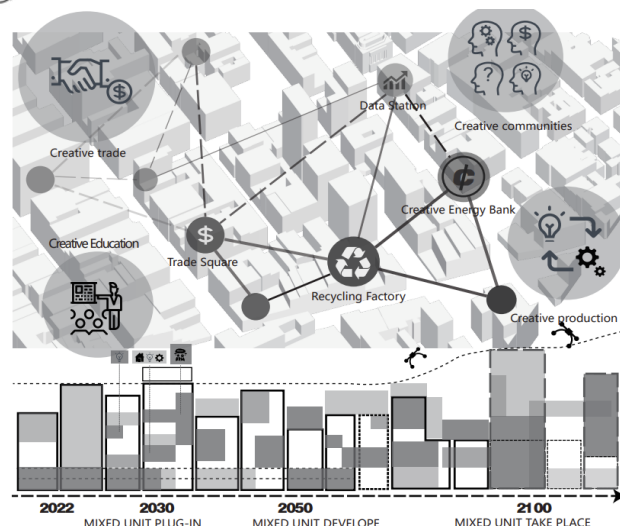 Data Station
Creative communities
Creative trade
Creative Energy Bank
Creative Education
$
Trade Square
Recycling Factory
Creative production
2022
2030
2050
2100
MIXED UNIT PLUG-IN
MIXED UNIT DEVELOPE
MIXED UNIT TAKE PLACE